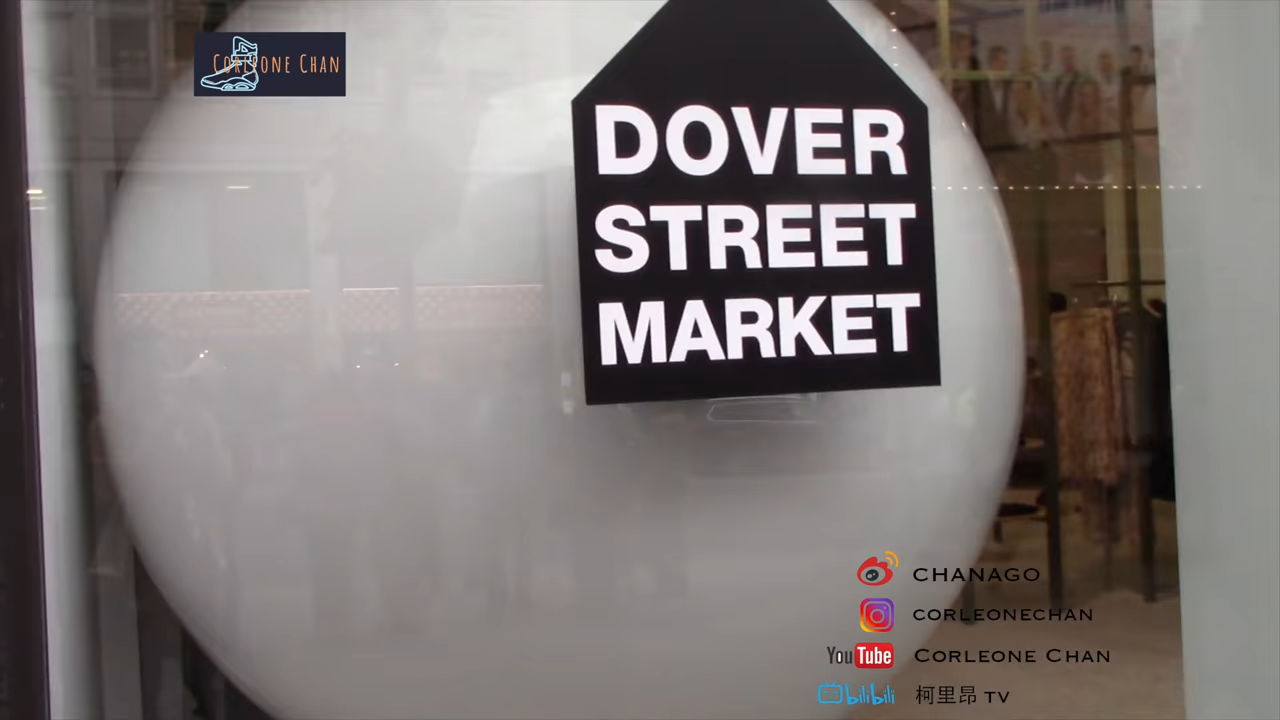 CORLEONE CHAN
DOVER
STREET
MARKET
CHANAGO
CORLEONECHAN
YouTube CORLEONE CHAN
bilibili 柯里昂 TV